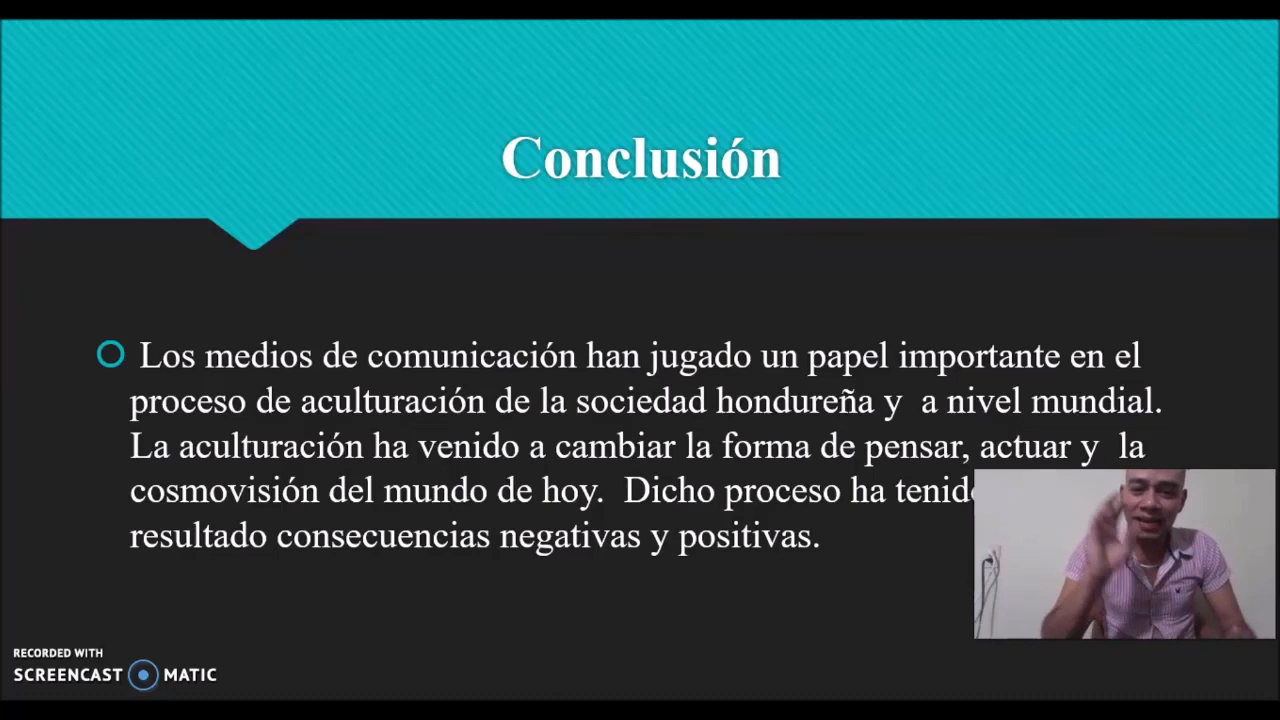 Conclusión
Los medios de comunicación han jugado un papel importante en el
proceso de aculturación de la sociedad hondureña y a nivel mundial.
La aculturación ha venido a cambiar la forma de pensar, actuar y la
cosmovisión del mundo de hoy. Dicho proceso ha tenido
resultado consecuencias negativas y positivas.
RECORDED WITH
SCREENCAST MATIC